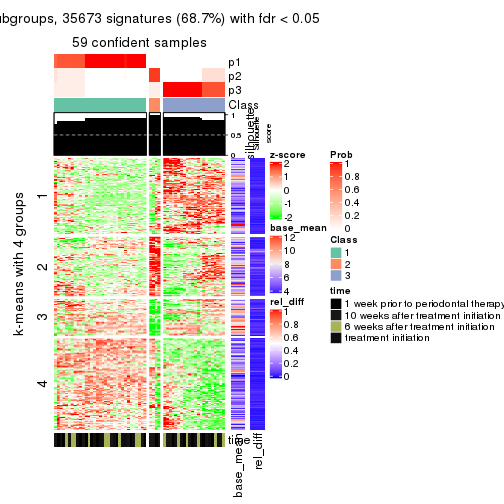 ubgroups, 35673 signatures (68.7%) with fdr < 0.05
59 confident samples
p1
p2
p3
Class
1
0.5
0
silhouette
score
silhouette
k-means with 4 groups
1
2
3
4
time
base_mean
rel_diff
z-score
2
1
0
-1
-2
base_mean
12
10
8
6
4
rel_diff
1
0.8
0.6
0.4
0.2
0
Prob
1
0.8
0.6
0.4
0.2
0
Class
1
2
3
time
1 week prior to periodontal therapy
10 weeks after treatment initiation
6 weeks after treatment initiation
treatment initiation